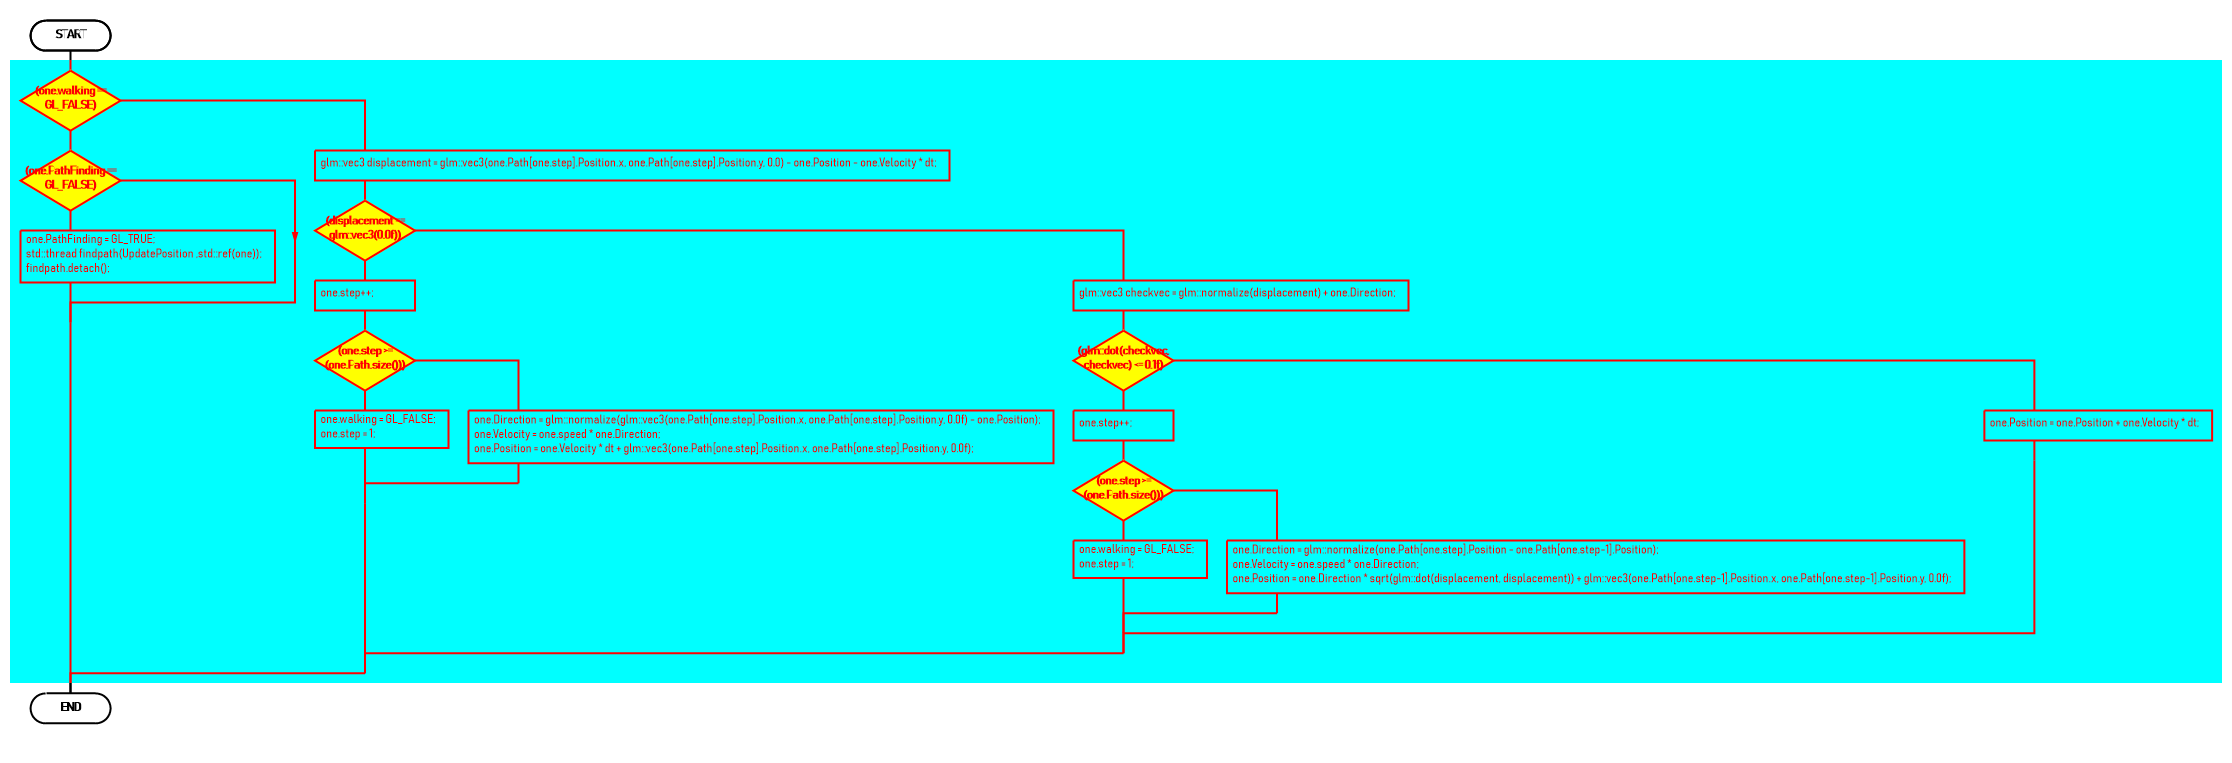 START
(one.walking ==
GL_FALSE)
(one.PathFinding ==
GL_FALSE)
one.PathFinding = GL_TRUE;
std::thread findpath(UpdatePosition ,std::ref(one));
findpath.detach();
glm::vec3 displacement = glm::vec3(one.Path[one.step].Position.x, one.Path[one.step].Position.y, 0.0) - one.Position - one.Velocity * dt;
(displacement ==
glm::vec3(0.0f))
one.step++;
(one.step >=
(one.Path.size()))
one.walking = GL_FALSE;
one.step = 1;
one.Direction = glm::normalize(glm::vec3(one.Path[one.step].Position.x, one.Path[one.step].Position.y, 0.0f) - one.Position);
one.Velocity = one.speed * one.Direction;
one.Position = one.Velocity * dt + glm::vec3(one.Path[one.step].Position.x, one.Path[one.step].Position.y, 0.0f);
glm::vec3 checkvec = glm::normalize(displacement) + one.Direction;
(glm::dot(checkvec,
checkvec) <= 0.1f)
one.step++;
(one.step >=
(one.Path.size()))
one.walking = GL_FALSE;
one.step = 1;
one.Direction = glm::normalize(one.Path[one.step].Position - one.Path[one.step-1].Position);
one.Velocity = one.speed * one.Direction;
one.Position = one.Direction * sqrt(glm::dot(displacement, displacement)) + glm::vec3(one.Path[one.step-1].Position.x, one.Path[one.step-1].Position.y, 0.0f);
one.Position = one.Position + one.Velocity * dt;
END